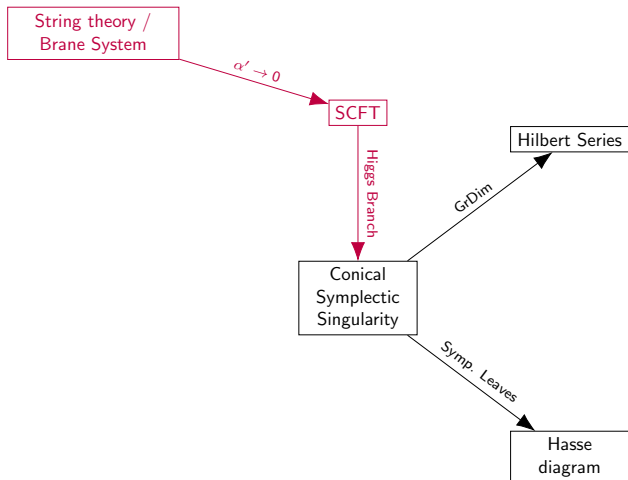 String theory /
Brane System
α′ → 0
SCFT
Hilbert Series
Higgs Branch
GrDim
Conical
Symplectic
Singularity
Symp. Leaves
Hasse
diagram